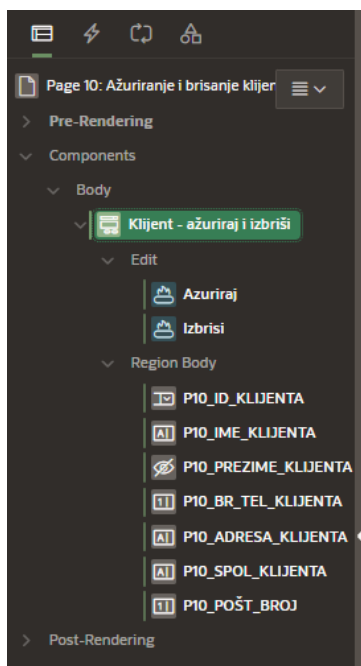 Page 10: Ažuriranje i brisanje klijen
Pre-Rendering
Components
Body
Klijent - ažuriraj i izbriši
Edit
Azuriraj
Izbrisi
Region Body
P10_ID_KLIJENTA
P10_IME_KLIJENTA
P10_PREZIME_KLIJENTA
P10_BR_TEL_KLIJENTA
P10_ADRESA_KLIJENTA
P10_SPOL_KLIJENTA
P10_POŠT_BROJ
Post-Rendering